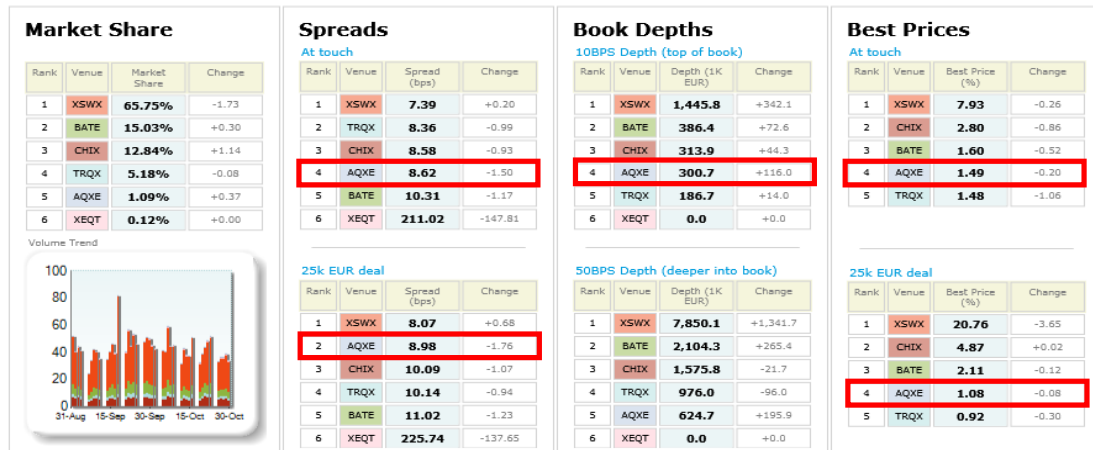 Market Share
Rank Venue Market Share Change
1 XSWX 65.75% -1.73
2 BATE 15.03% +0.30
3 CHIX 12.84% +1.14
4 TRQX 5.18% -0.08
5 AQXE 1.09% +0.37
6 XEQT 0.12% +0.00
Volume Trend
100
80
60
40
20
0
31-Aug 15-Sep 30-Sep 15-Oct 30-Oct
Spreads
At touch
Rank Venue Spread (bps) Change
1 XSWX 7.39 +0.20
2 TRQX 8.36 -0.99
3 CHIX 8.58 -0.93
4 AQXE 8.62 -1.50
5 BATE 10.31 -1.17
6 XEQT 211.02 -147.81
25k EUR deal
Rank Venue Spread (bps) Change
1 XSWX 8.07 +0.68
2 AQXE 8.98 -1.76
3 CHIX 10.09 -1.07
4 TRQX 10.14 -0.94
5 BATE 11.02 -1.23
6 XEQT 225.74 -137.65
Book Depths
10BPS Depth (top of book)
Rank Venue Depth (1K EUR) Change
1 XSWX 1,445.8 +342.1
2 BATE 386.4 +72.6
3 CHIX 313.9 +44.3
4 AQXE 300.7 +116.0
5 TRQX 186.7 +14.0
6 XEQT 0.0 +0.0
50BPS Depth (deeper into book)
Rank Venue Depth (1K EUR) Change
1 XSWX 7,850.1 +1,341.7
2 BATE 2,104.3 +265.4
3 CHIX 1,575.8 -21.7
4 TRQX 976.0 -96.0
5 AQXE 624.7 +195.9
6 XEQT 0.0 +0.0
Best Prices
At touch
Rank Venue Best Price (%) Change
1 XSWX 7.93 -0.26
2 CHIX 2.80 -0.86
3 BATE 1.60 -0.52
4 AQXE 1.49 -0.20
5 TRQX 1.48 -1.06
25k EUR deal
Rank Venue Best Price (%) Change
1 XSWX 20.76 -3.65
2 CHIX 4.87 +0.02
3 BATE 2.11 -0.12
4 AQXE 1.08 -0.08
5 TRQX 0.92 -0.30